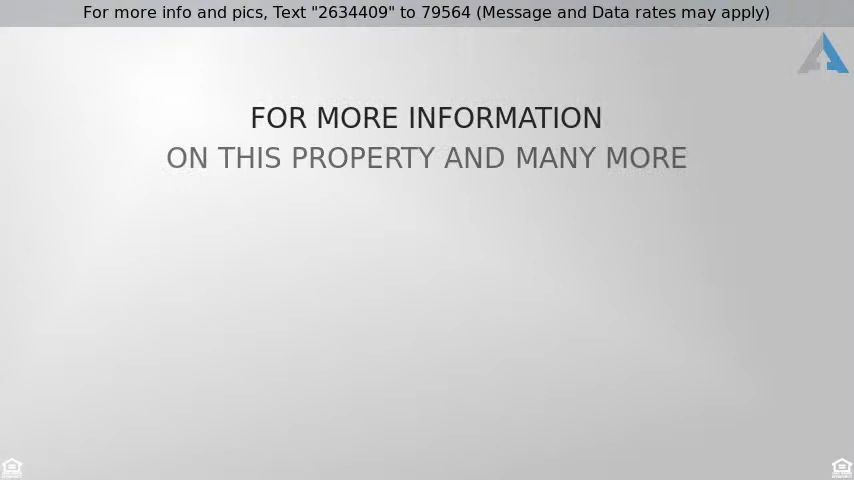 For more info and pics, Text "2634409" to 79564 (Message and Data rates may apply)
FOR MORE INFORMATION
ON THIS PROPERTY AND MANY MORE